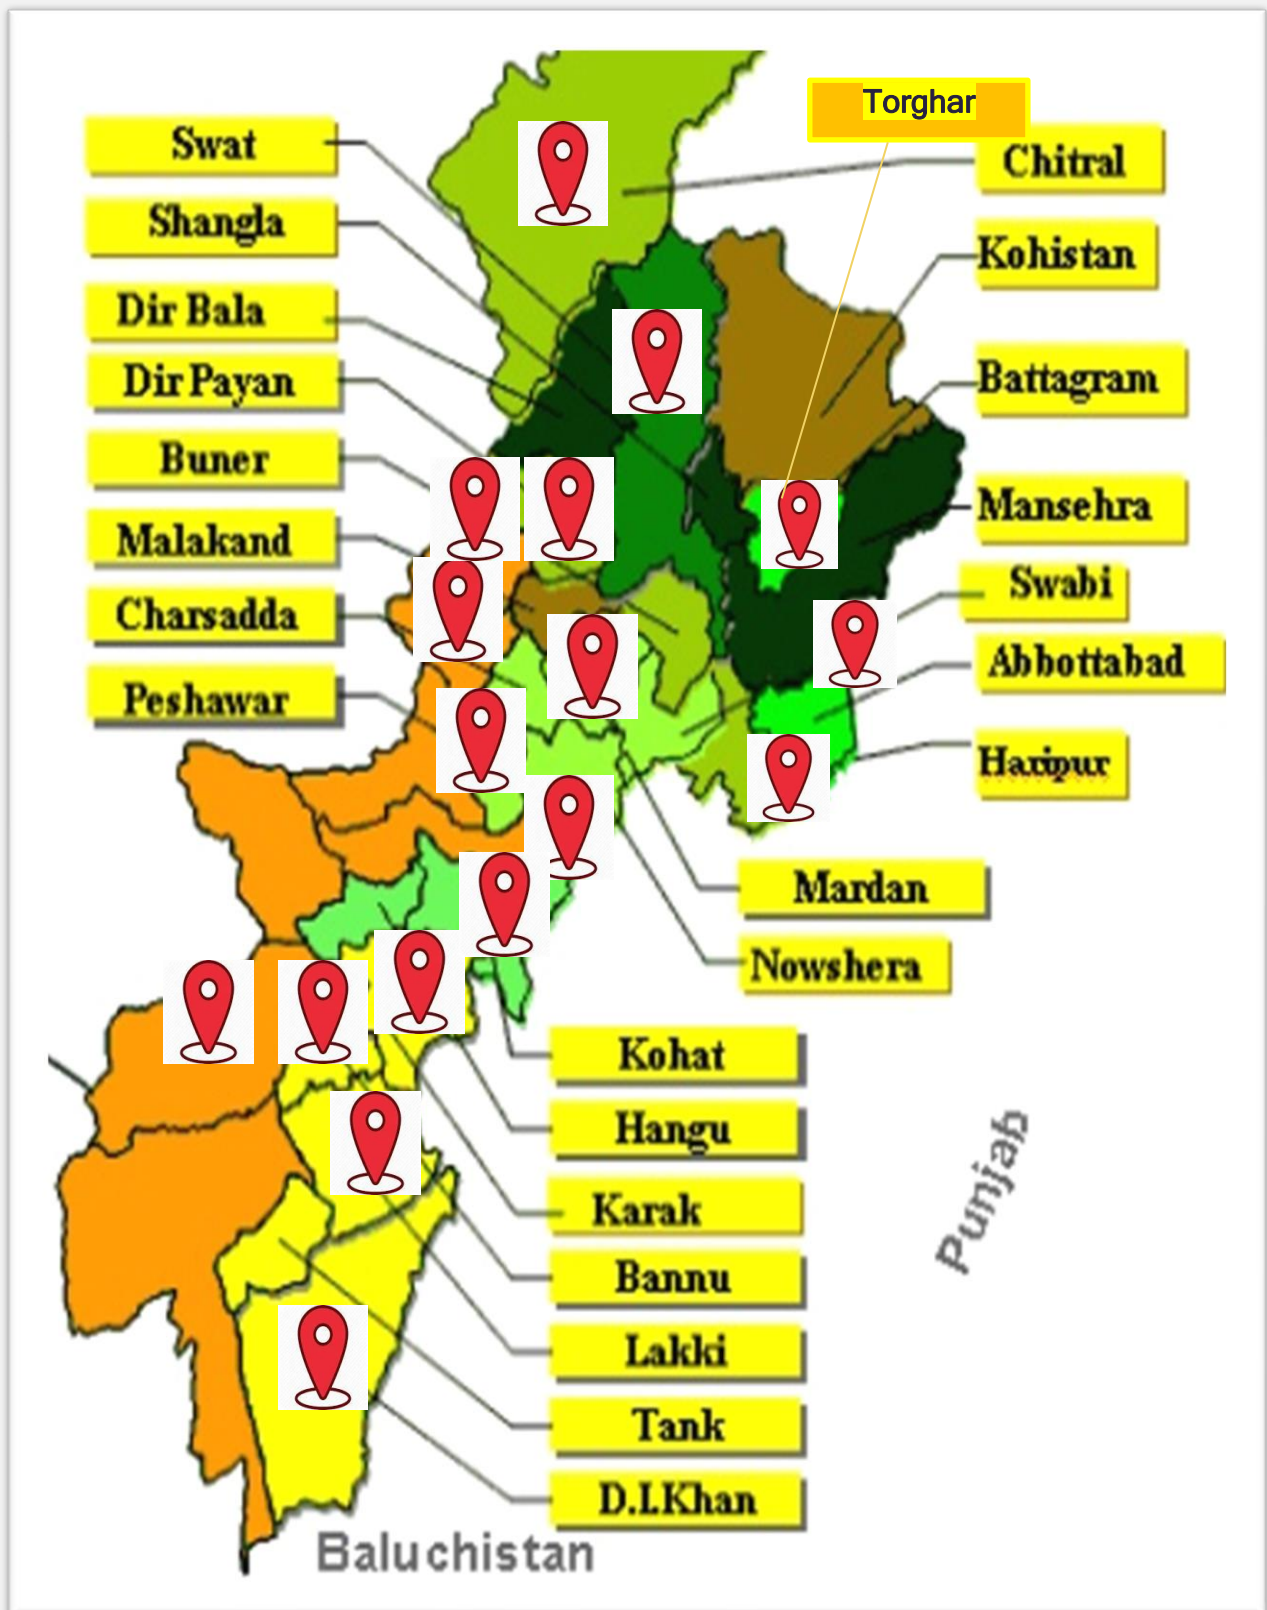 Torghar
Swat
Chitral
Shangla
Kohistan
Dir Bala
Dir Payan
Battagram
Buner
Mansehra
Malakand
Swabi
Charsadda
Abbottabad
Peshawar
Haripur
Mardan
Nowshera
Kohat
Hangu
Karak
Bannu
Lakki
Tank
D.I.Khan
Punjab
Baluchistan